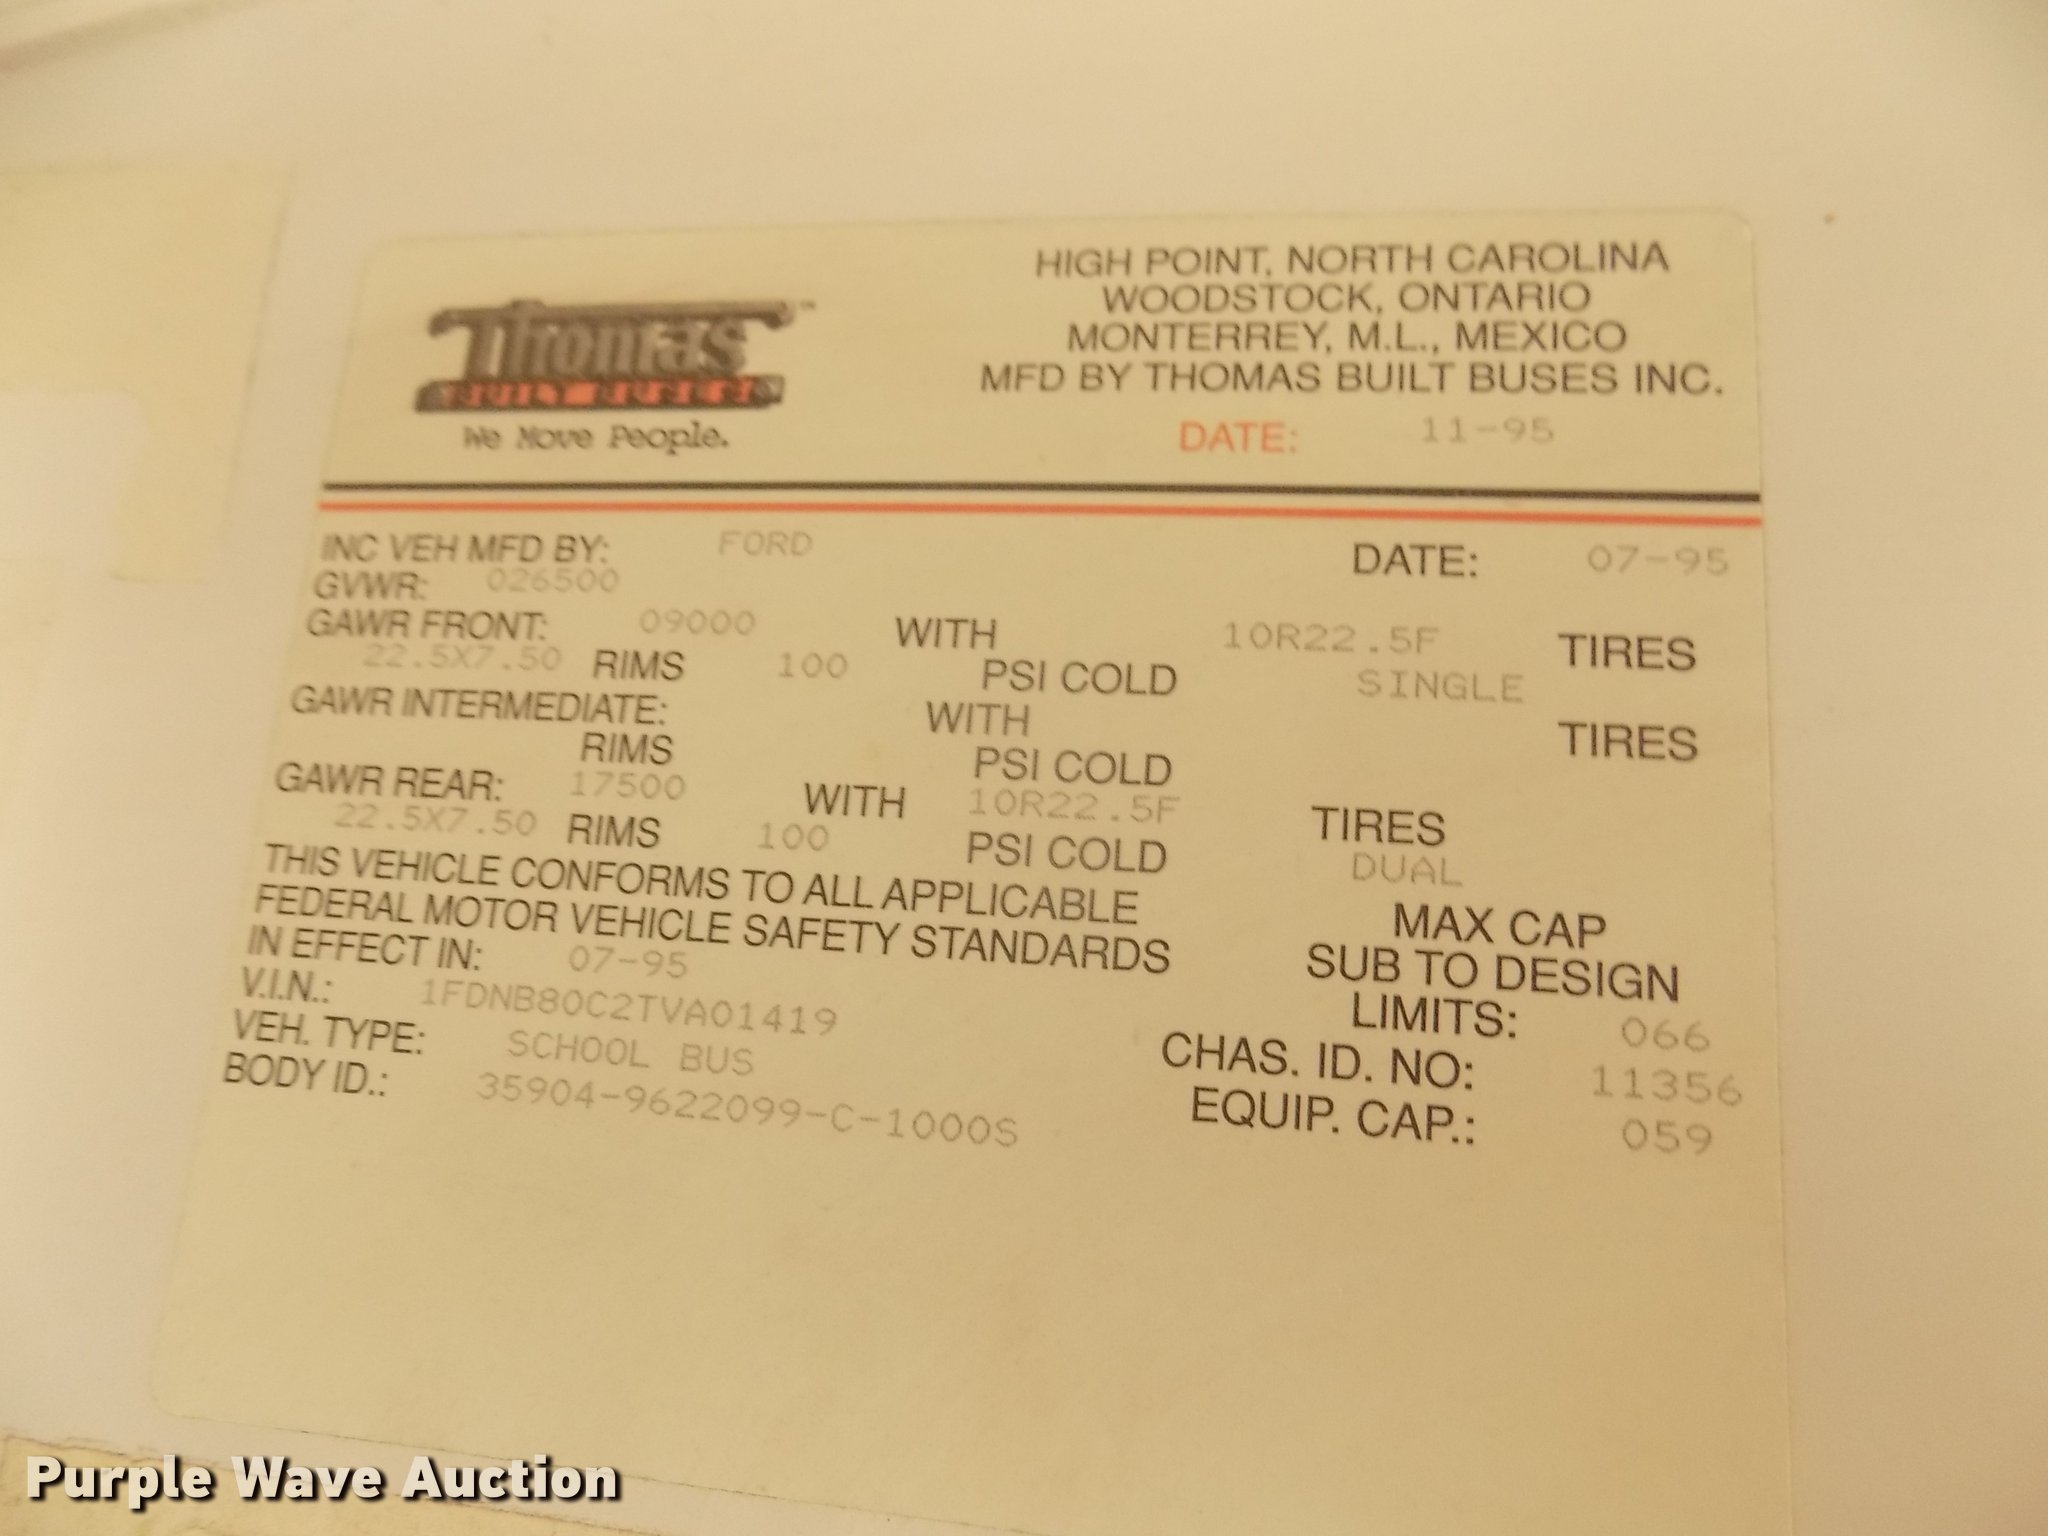 Thomas™
BUILT BUSES
We Move People.
HIGH POINT, NORTH CAROLINA
WOODSTOCK, ONTARIO
MONTERREY, M.L., MEXICO
MFD BY THOMAS BUILT BUSES INC.
DATE: 11-95
INC VEH MFD BY: FORD DATE: 07-95
GVWR: 026500
GAWR FRONT: 09000 WITH 10R22.5F TIRES
22.5X7.50 RIMS 100 PSI COLD SINGLE
GAWR INTERMEDIATE: WITH TIRES
RIMS PSI COLD
GAWR REAR: 17500 WITH 10R22.5F TIRES
22.5X7.50 RIMS 100 PSI COLD DUAL
THIS VEHICLE CONFORMS TO ALL APPLICABLE
FEDERAL MOTOR VEHICLE SAFETY STANDARDS
IN EFFECT IN: 07-95
V.I.N.: 1FDNB80C2TVA01419
VEH. TYPE: SCHOOL BUS
BODY ID.: 35904-9622099-C-1000S
MAX CAP
SUB TO DESIGN
LIMITS: 066
CHAS. ID. NO: 11356
EQUIP. CAP.: 059
Purple Wave Auction